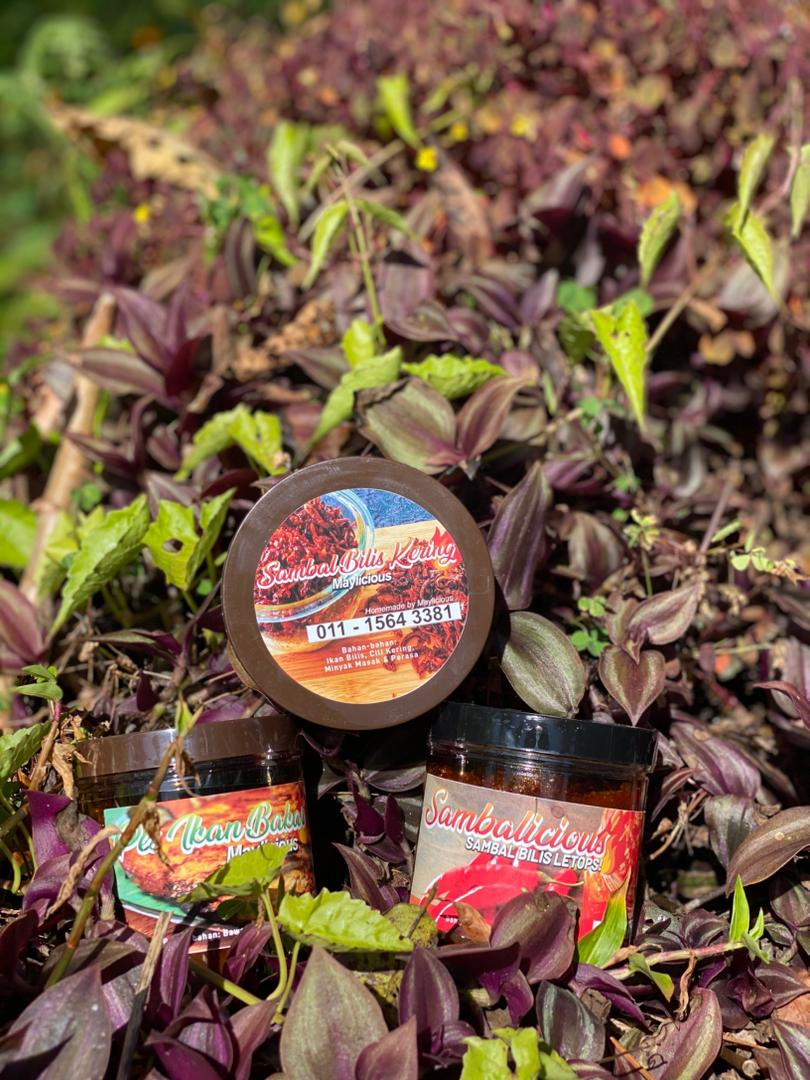 Sambal Bilis Kering
Maylicious
Homemade by Maylicious
011 - 1564 3381
Bahan-bahan:
Ikan Bilis, Cili Kering,
Minyak Masak & Perasa
Ikan Bakar
Maylicious
Sambalicious
SAMBAL BILIS LETOPS!